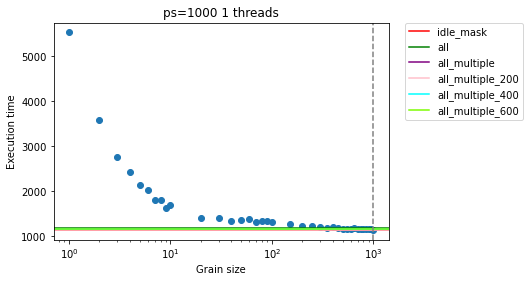 ps=1000 1 threads
idle_mask
all
all_multiple
all_multiple_200
all_multiple_400
all_multiple_600
5000
4000
3000
2000
1000
Execution time
10^0
10^1
10^2
10^3
Grain size